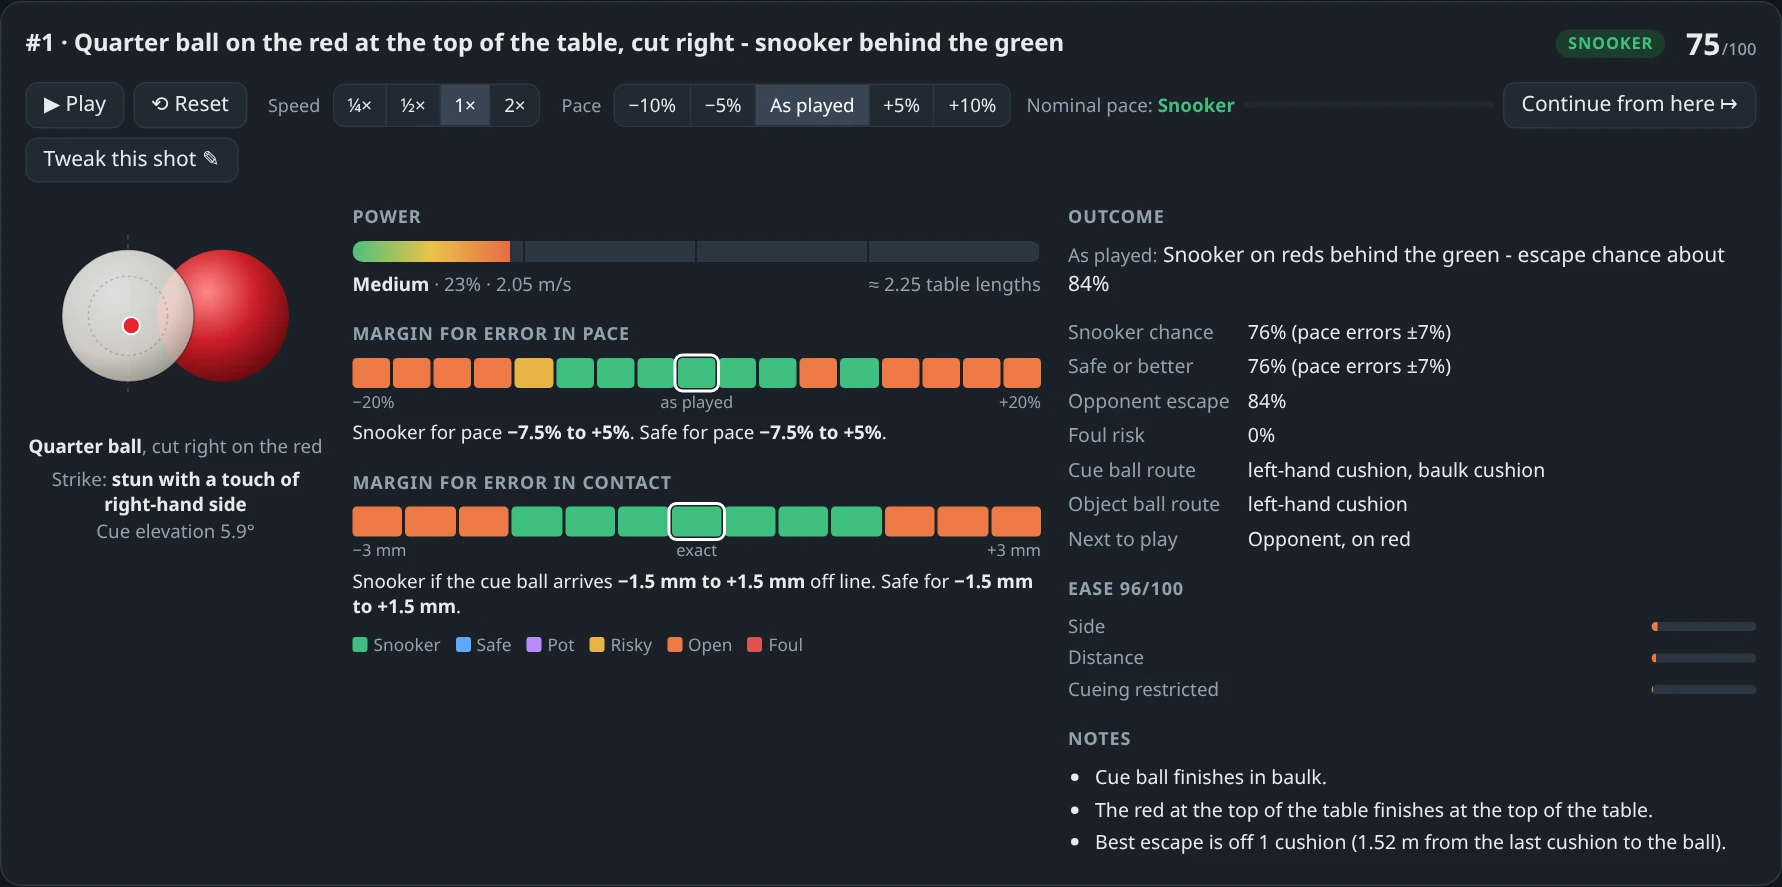 #1 · Quarter ball on the red at the top of the table, cut right - snooker behind the green
SNOOKER 75/100
▶ Play ⟲ Reset Speed ¼× ½× 1× 2× Pace −10% −5% As played +5% +10% Nominal pace: Snooker Continue from here ↦
Tweak this shot ✎
Quarter ball, cut right on the red
Strike: stun with a touch of
right-hand side
Cue elevation 5.9°
POWER
Medium · 23% · 2.05 m/s ≈ 2.25 table lengths
MARGIN FOR ERROR IN PACE
−20% as played +20%
Snooker for pace −7.5% to +5%. Safe for pace −7.5% to +5%.
MARGIN FOR ERROR IN CONTACT
−3 mm exact +3 mm
Snooker if the cue ball arrives −1.5 mm to +1.5 mm off line. Safe for −1.5 mm
to +1.5 mm.
Snooker Safe Pot Risky Open Foul
OUTCOME
As played: Snooker on reds behind the green - escape chance about
84%
Snooker chance 76% (pace errors ±7%)
Safe or better 76% (pace errors ±7%)
Opponent escape 84%
Foul risk 0%
Cue ball route left-hand cushion, baulk cushion
Object ball route left-hand cushion
Next to play Opponent, on red
EASE 96/100
Side
Distance
Cueing restricted
NOTES
• Cue ball finishes in baulk.
• The red at the top of the table finishes at the top of the table.
• Best escape is off 1 cushion (1.52 m from the last cushion to the ball).